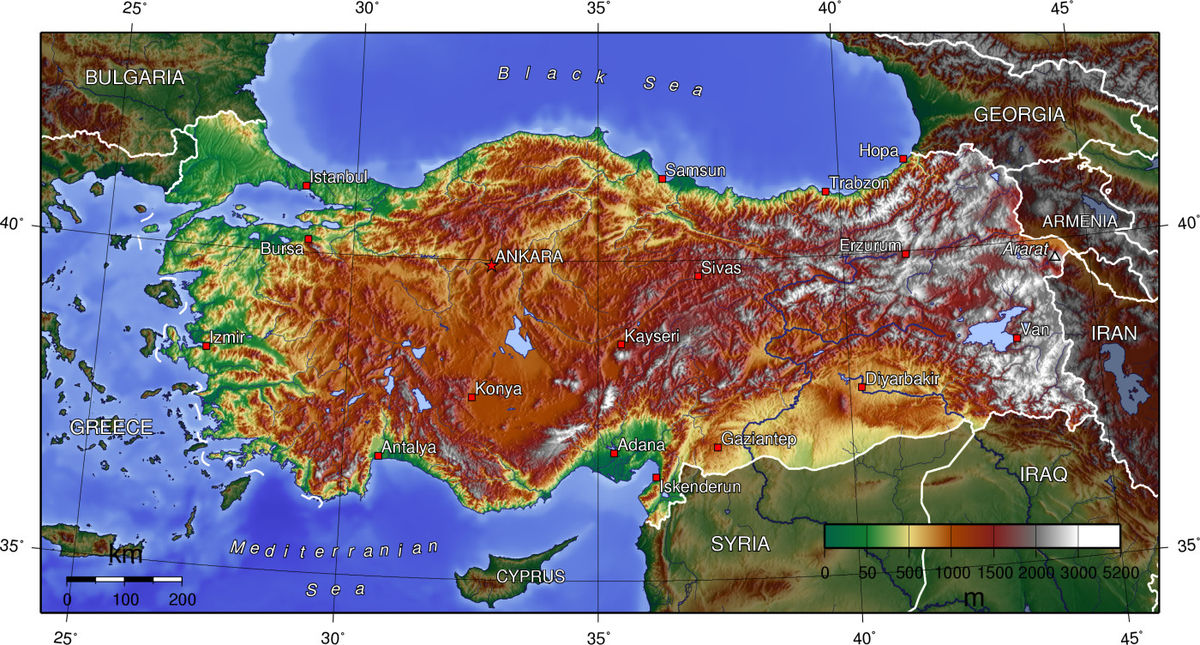 25° 30° 35° 40° 45°
BULGARIA
Black Sea
GEORGIA
Hopa
Istanbul
Samsun
Trabzon
40° 40°
ARMENIA
Bursa
ANKARA
Erzurum
Ararat
Sivas
Izmir
Kayseri
Van
IRAN
Konya
Diyarbakir
GREECE
Antalya
Adana
Gaziantep
Iskenderun
IRAQ
35° 35°
Mediterranian
Sea
SYRIA
CYPRUS
km
0 100 200
0 50 500 1000 1500 2000 3000 5200
m
25° 30° 35° 40° 45°